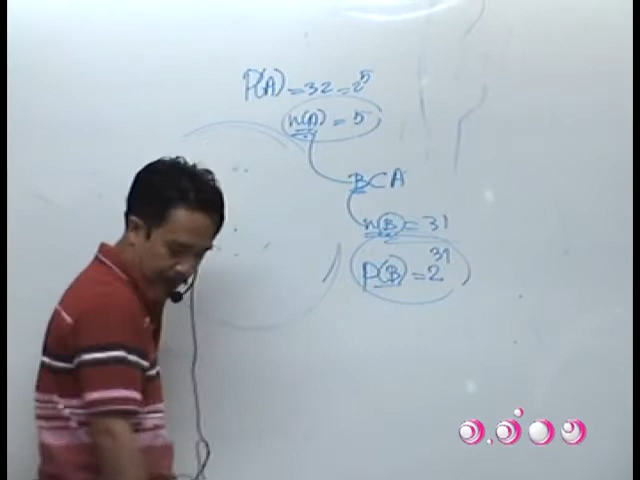 P(A) = 32 = 2⁵
n(A) = 5
B ⊂ A
n(B) = 31
P(B) = 2³¹